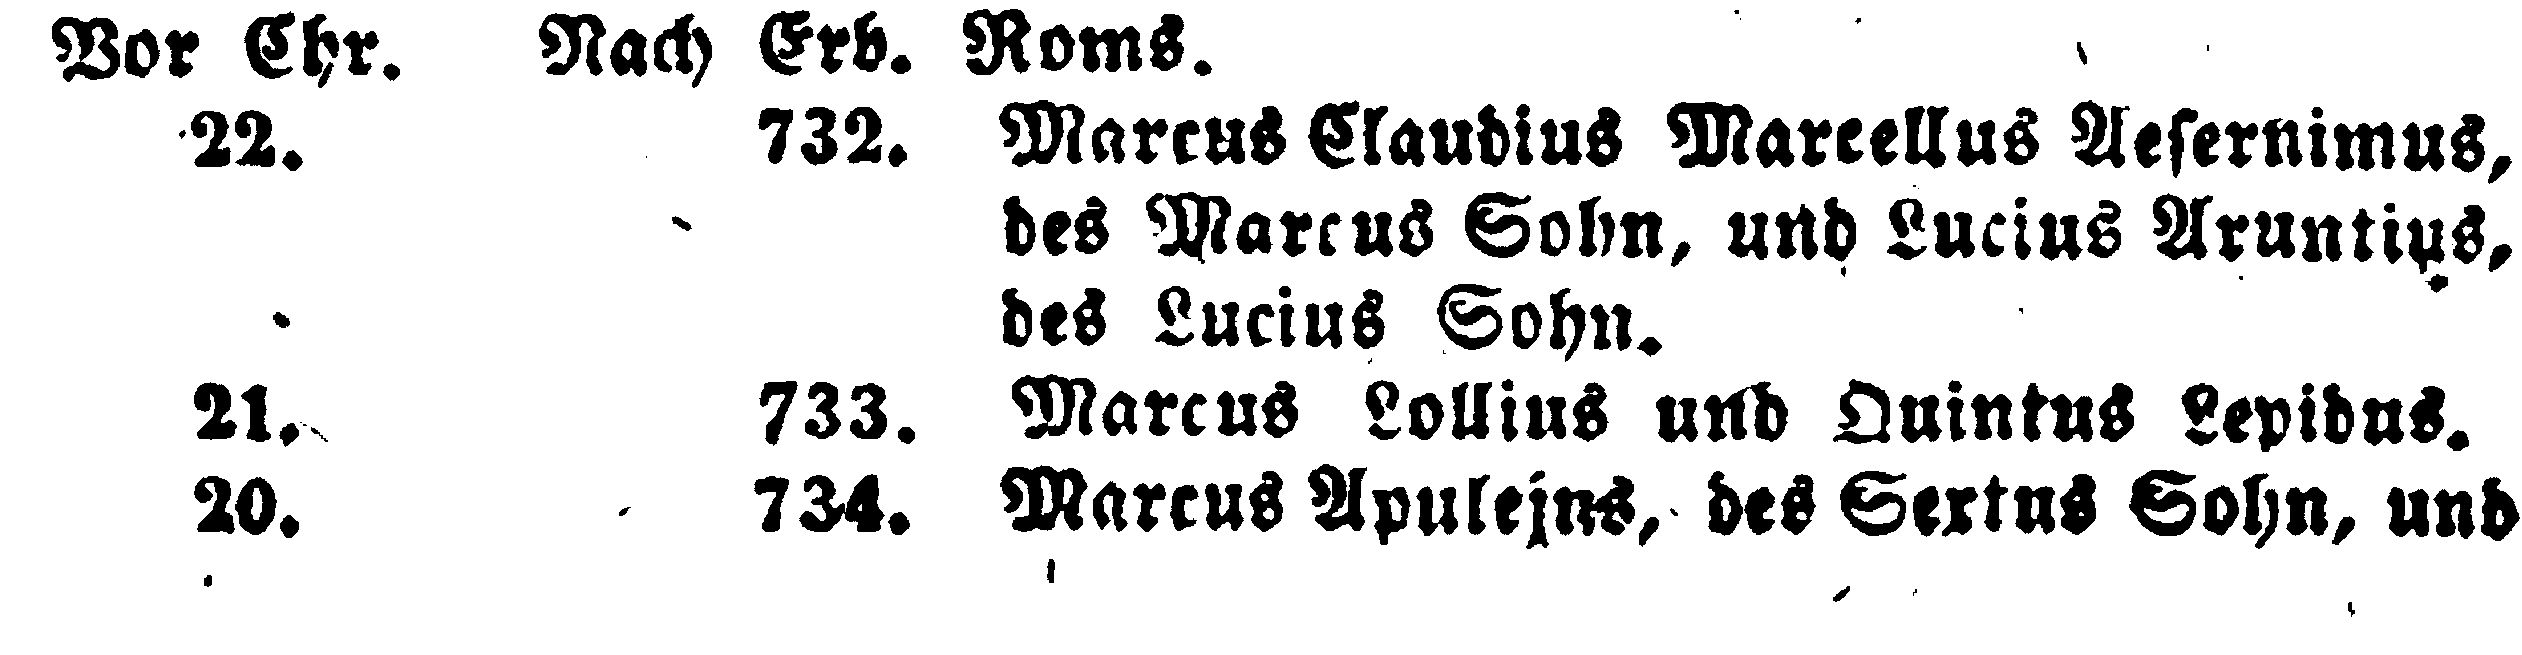 Vor Chr. Nach Erb. Roms.
22. 732. Marcus Claudius Marcellus Aeſernimus,
des Marcus Sohn, und Lucius Aruntius,
des Lucius Sohn.
21. 733. Marcus Lollius und Quintus Lepidus.
20. 734. Marcus Apulejus, des Sextus Sohn, und